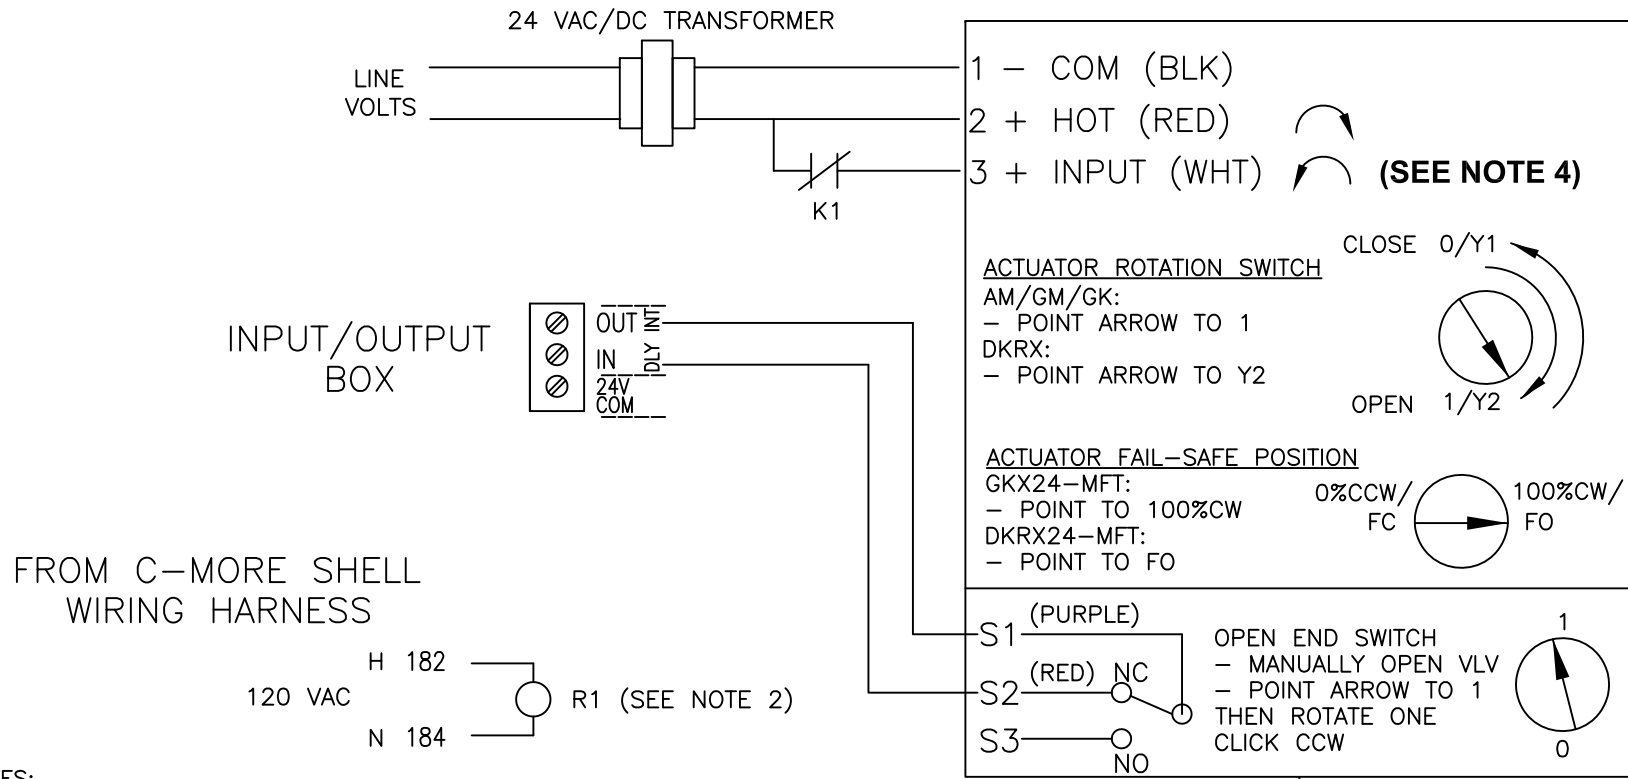 24 VAC/DC TRANSFORMER
LINE
VOLTS
1 – COM (BLK)
2 + HOT (RED)
3 + INPUT (WHT)
(SEE NOTE 4)
K1
CLOSE 0/Y1
ACTUATOR ROTATION SWITCH
AM/GM/GK:
– POINT ARROW TO 1
DKRX:
– POINT ARROW TO Y2
OPEN 1/Y2
INPUT/OUTPUT
BOX
OUT
INT
IN
DLY
24V
COM
ACTUATOR FAIL–SAFE POSITION
GKX24–MFT:
– POINT TO 100%CW
DKRX24–MFT:
– POINT TO FO
0%CCW/
FC
100%CW/
FO
FROM C–MORE SHELL
WIRING HARNESS
H 182
120 VAC
N 184
R1 (SEE NOTE 2)
S1 (PURPLE)
S2 (RED) NC
S3
NO
OPEN END SWITCH
– MANUALLY OPEN VLV
– POINT ARROW TO 1
THEN ROTATE ONE
CLICK CCW
1
0
ES: